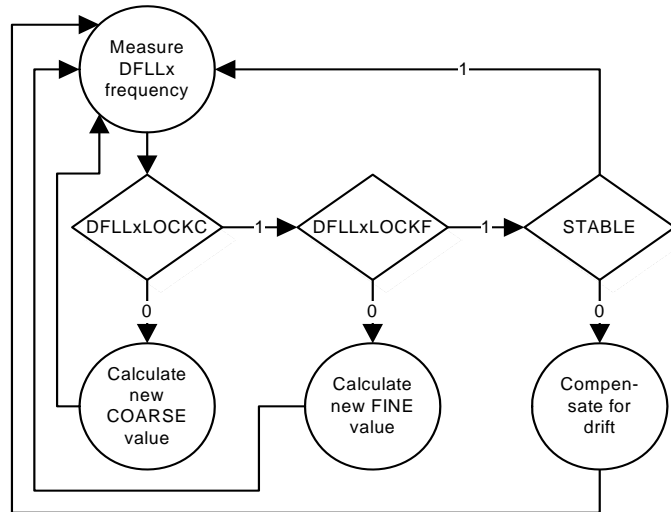 Measure
DFLLx
frequency
1
DFLLxLOCKC
1
DFLLxLOCKF
1
STABLE
0
0
0
Calculate
new
COARSE
value
Calculate
new FINE
value
Compen-
sate for
drift